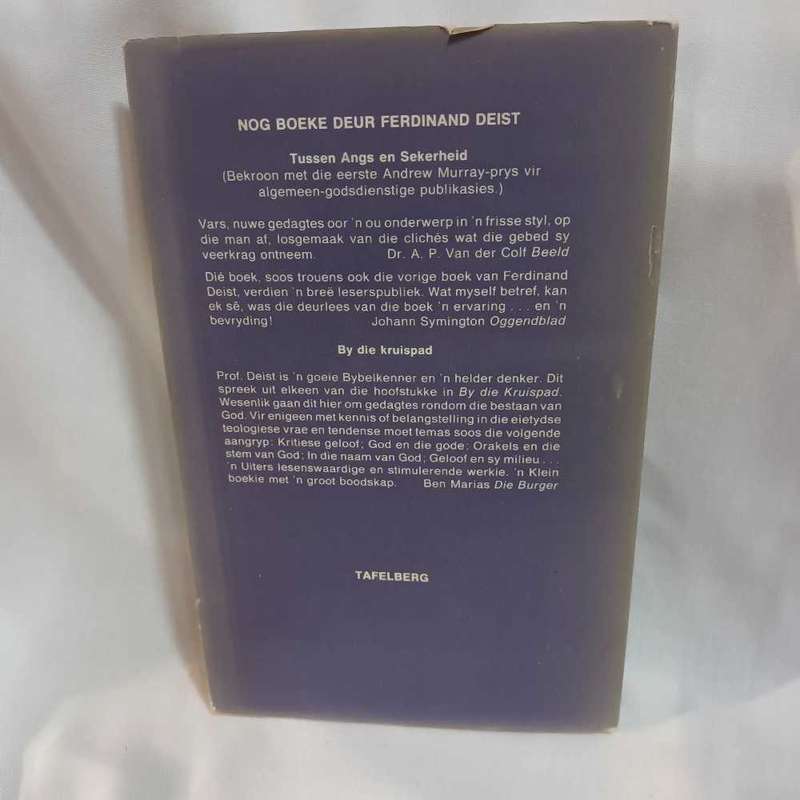 NOG BOEKE DEUR FERDINAND DEIST
Tussen Angs en Sekerheid
(Bekroon met die eerste Andrew Murray-prys vir
algemeen-godsdienstige publikasies.)
Vars, nuwe gedagtes oor 'n ou onderwerp in 'n frisse styl, op
die man af, losgemaak van die clichés wat die gebed sy
veerkrag ontneem. Dr. A. P. Van der Colf Beeld
Dié boek, soos trouens ook die vorige boek van Ferdinand
Deist, verdien 'n breë leserspubliek. Wat myself betref, kan
ek sê, was die deurlees van die boek 'n ervaring . . . en 'n
bevryding! Johann Symington Oggendblad
By die kruispad
Prof. Deist is 'n goeie Bybelkenner en 'n helder denker. Dit
spreek uit elkeen van die hoofstukke in By die Kruispad.
Wesenlik gaan dit hier om gedagtes rondom die bestaan van
God. Vir enigeen met kennis of belangstelling in die eietydse
teologiese vrae en tendense moet temas soos die volgende
aangryp: Kritiese geloof; God en die gode; Orakels en die
stem van God; In die naam van God; Geloof en sy milieu . . .
'n Uiters lesenswaardige en stimulerende werkie. 'n Klein
boekie met 'n groot boodskap. Ben Marias Die Burger
TAFELBERG